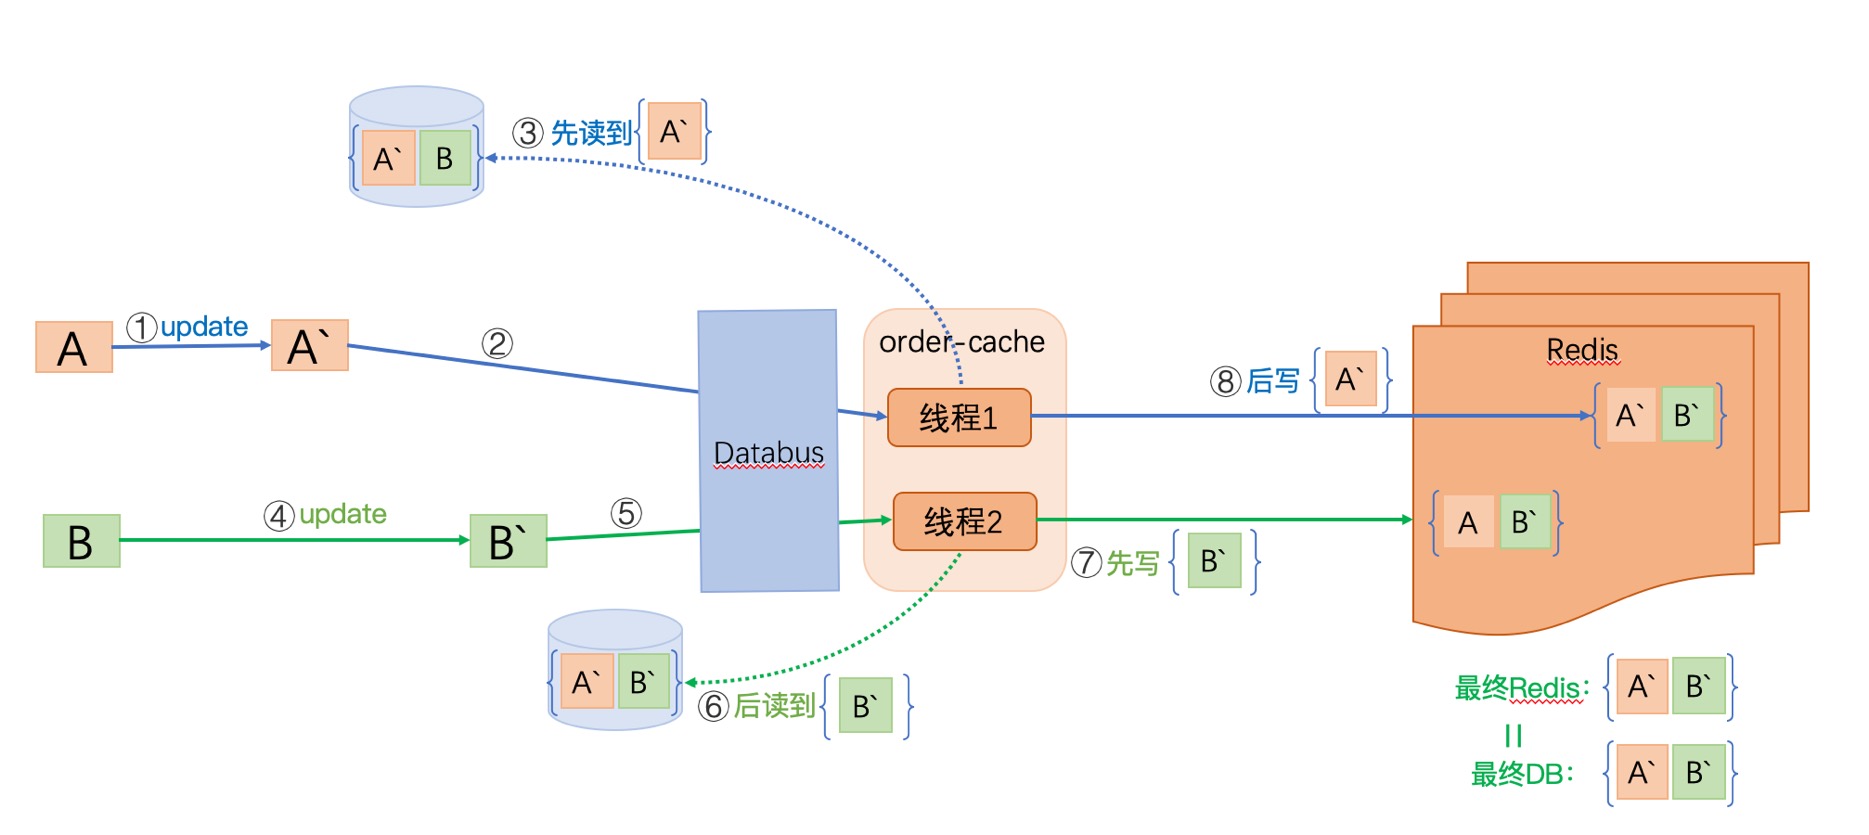 ③ 先读到{A`}
{A` B}
A
①update
A`
②
order-cache
线程1
⑧后写{A`}
Redis
{A` B`}
Databus
B
④update
B`
⑤
线程2
⑦先写{B`}
{A B`}
{A` B`}
⑥后读到{B`}
最终Redis：{A` B`}
=
最终DB：{A` B`}